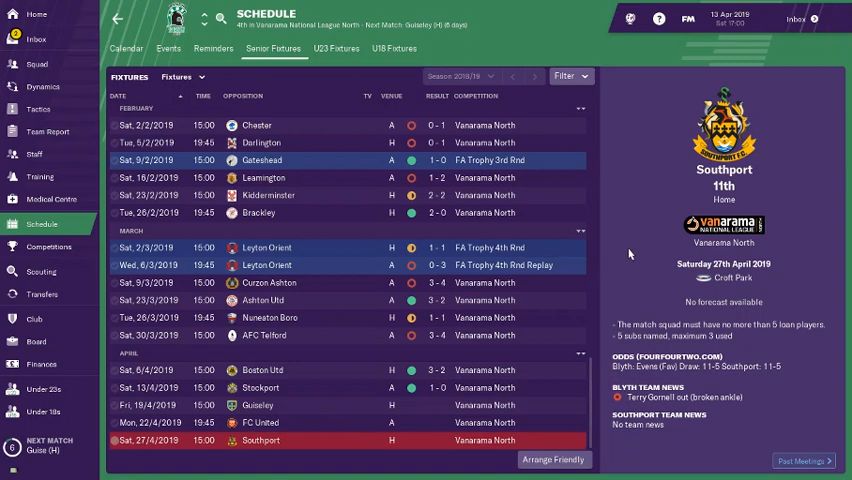 Home
2
Inbox
Squad
Dynamics
Tactics
Team Report
Staff
Training
Medical Centre
Schedule
Competitions
Scouting
Transfers
Club
Board
Finances
Under 23s
Under 18s
6
NEXT MATCH
Guise (H)
SCHEDULE
4th in Vanarama National League North - Next Match: Guiseley (H) (6 days)
?
FM
13 Apr 2019
Sat 17:00
Inbox
Calendar Events Reminders Senior Fixtures U23 Fixtures U18 Fixtures
FIXTURES Fixtures Season 2018/19 Filter
DATE TIME OPPOSITION TV VENUE RESULT COMPETITION
FEBRUARY
Sat, 2/2/2019 15:00 Chester A 0 - 1 Vanarama North
Tue, 5/2/2019 19:45 Darlington H 0 - 1 Vanarama North
Sat, 9/2/2019 15:00 Gateshead A 1 - 0 FA Trophy 3rd Rnd
Sat, 16/2/2019 15:00 Leamington A 1 - 2 Vanarama North
Sat, 23/2/2019 15:00 Kidderminster H 2 - 2 Vanarama North
Tue, 26/2/2019 19:45 Brackley H 2 - 0 Vanarama North
MARCH
Sat, 2/3/2019 15:00 Leyton Orient H 1 - 1 FA Trophy 4th Rnd
Wed, 6/3/2019 19:45 Leyton Orient A 0 - 3 FA Trophy 4th Rnd Replay
Sat, 9/3/2019 15:00 Curzon Ashton A 3 - 4 Vanarama North
Sat, 23/3/2019 15:00 Ashton Utd A 3 - 2 Vanarama North
Tue, 26/3/2019 19:45 Nuneaton Boro H 1 - 1 Vanarama North
Sat, 30/3/2019 15:00 AFC Telford A 3 - 4 Vanarama North
APRIL
Sat, 6/4/2019 15:00 Boston Utd H 3 - 2 Vanarama North
Sat, 13/4/2019 15:00 Stockport A 1 - 0 Vanarama North
Fri, 19/4/2019 15:00 Guiseley H Vanarama North
Mon, 22/4/2019 19:45 FC United A Vanarama North
Sat, 27/4/2019 15:00 Southport H Vanarama North
Arrange Friendly
SOUTHPORT F.C.
Southport
11th
Home
vanarama
NATIONAL LEAGUE NORTH
Vanarama North
Saturday 27th April 2019
Croft Park
No forecast available
- The match squad must have no more than 5 loan players.
- 5 subs named, maximum 3 used
ODDS (FOURFOURTWO.COM)
Blyth: Evens (Fav) Draw: 11-5 Southport: 11-5
BLYTH TEAM NEWS
Terry Gornell out (broken ankle)
SOUTHPORT TEAM NEWS
No team news
Past Meetings >